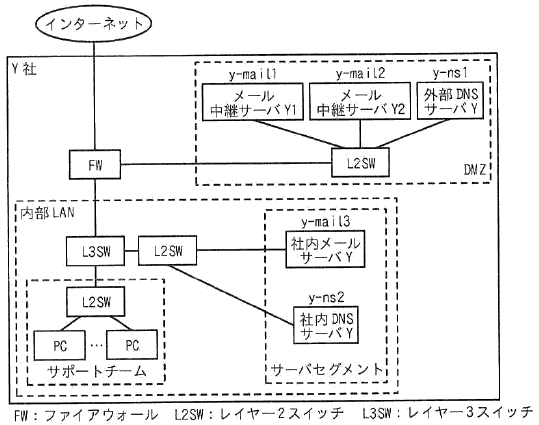 インターネット
Y社
y-mail1
y-mail2
y-ns1
メール
中継サーバY1
メール
中継サーバY2
外部DNS
サーバY
FW
L2SW
DMZ
内部LAN
y-mail3
L3SW
L2SW
社内メール
サーバY
L2SW
y-ns2
社内DNS
サーバY
PC
…
PC
サポートチーム
サーバセグメント
FW:ファイアウォール L2SW:レイヤー2スイッチ L3SW:レイヤー3スイッチ